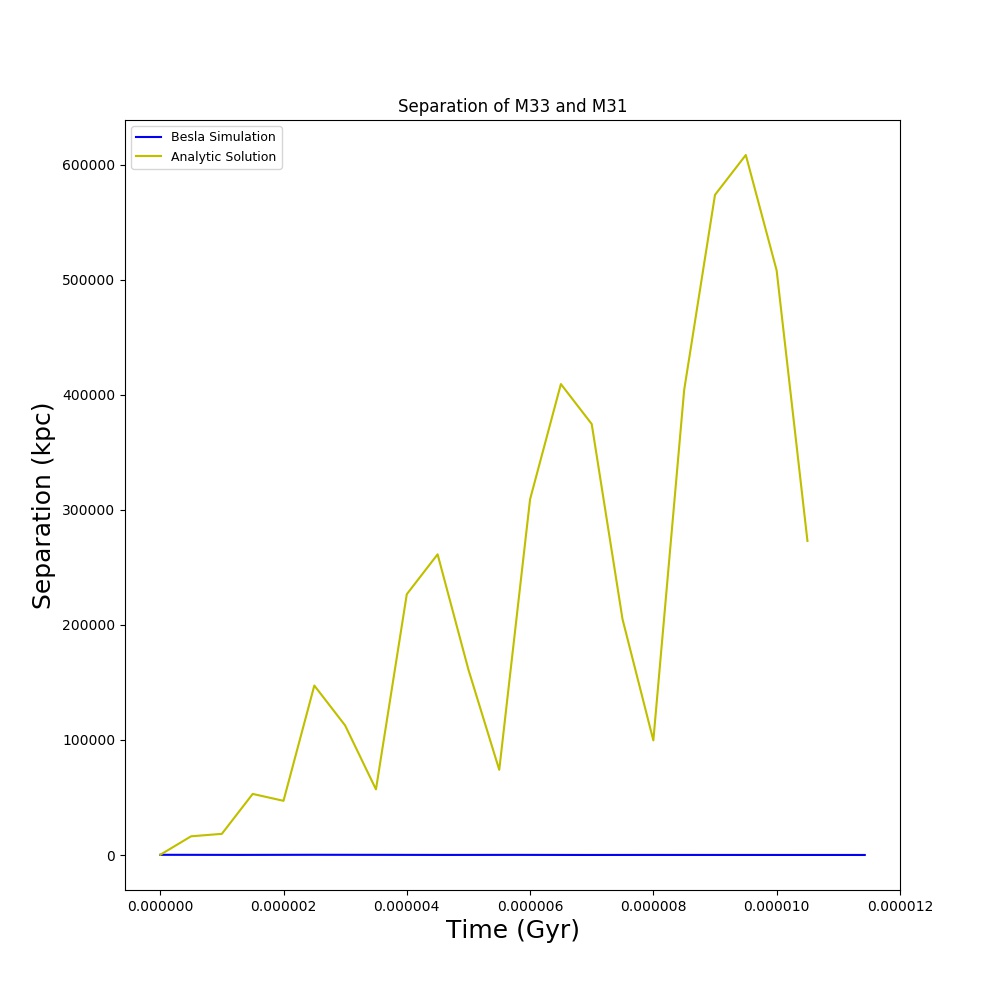 Separation of M33 and M31
Besla Simulation
Analytic Solution
600000
500000
400000
300000
200000
100000
0
Separation (kpc)
0.000000 0.000002 0.000004 0.000006 0.000008 0.000010 0.000012
Time (Gyr)